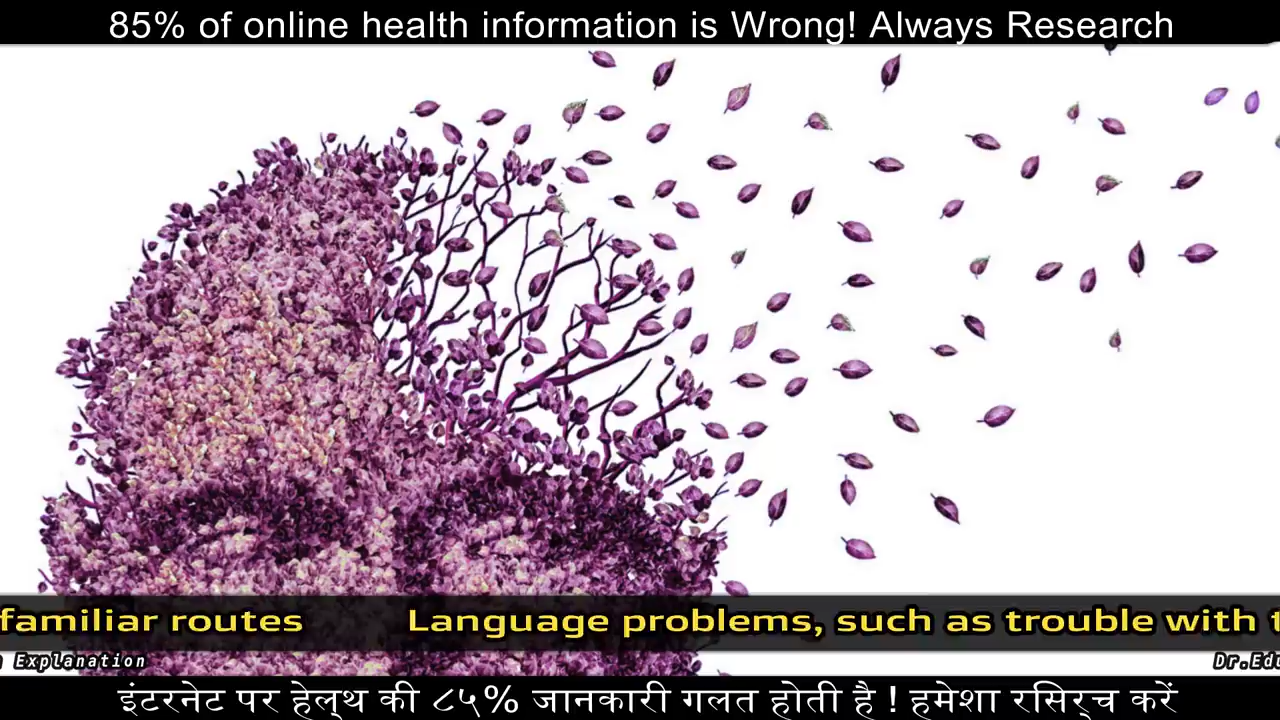 85% of online health information is Wrong! Always Research
familiar routes Language problems, such as trouble with
Explanation
इंटरनेट पर हेल्थ की ८५% जानकारी गलत होती है ! हमेशा रिसर्च करें